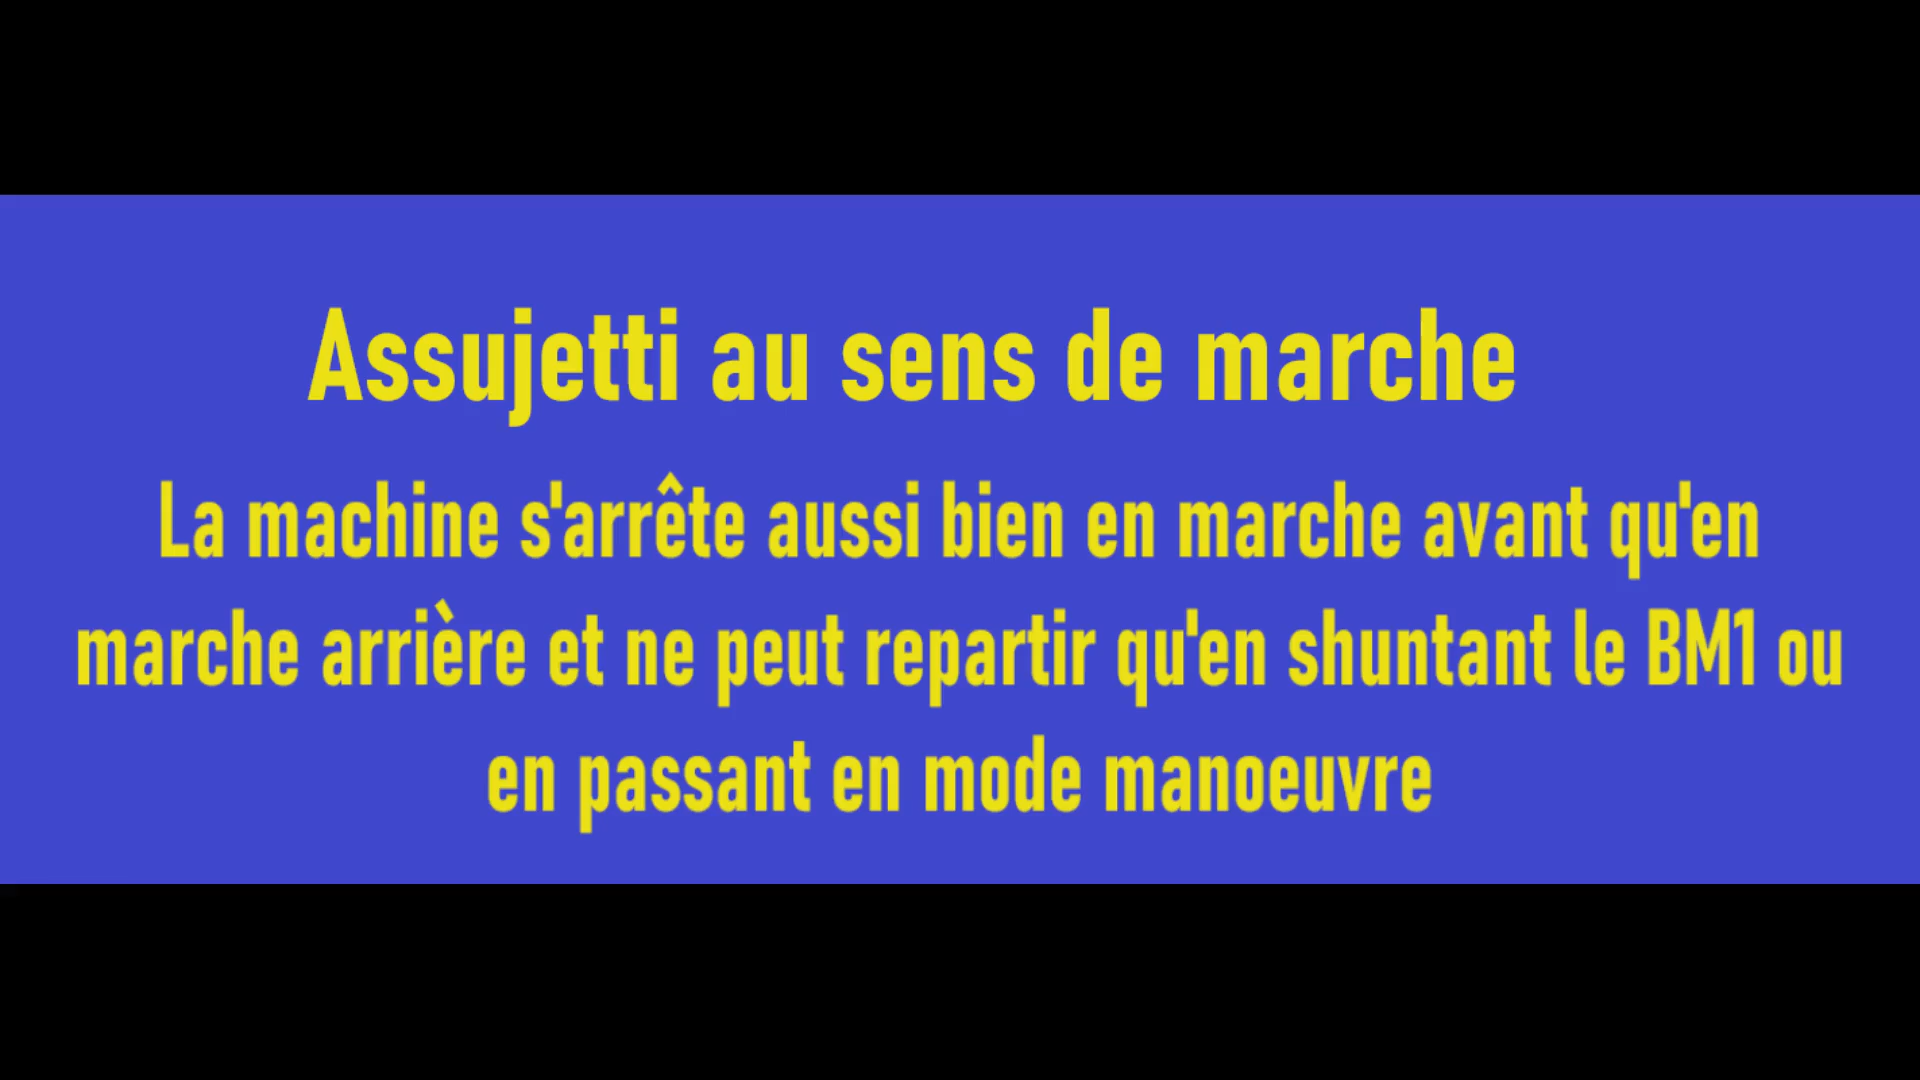 Assujetti au sens de marche
La machine s'arrête aussi bien en marche avant qu'en
marche arrière et ne peut repartir qu'en shuntant le BM1 ou
en passant en mode manoeuvre